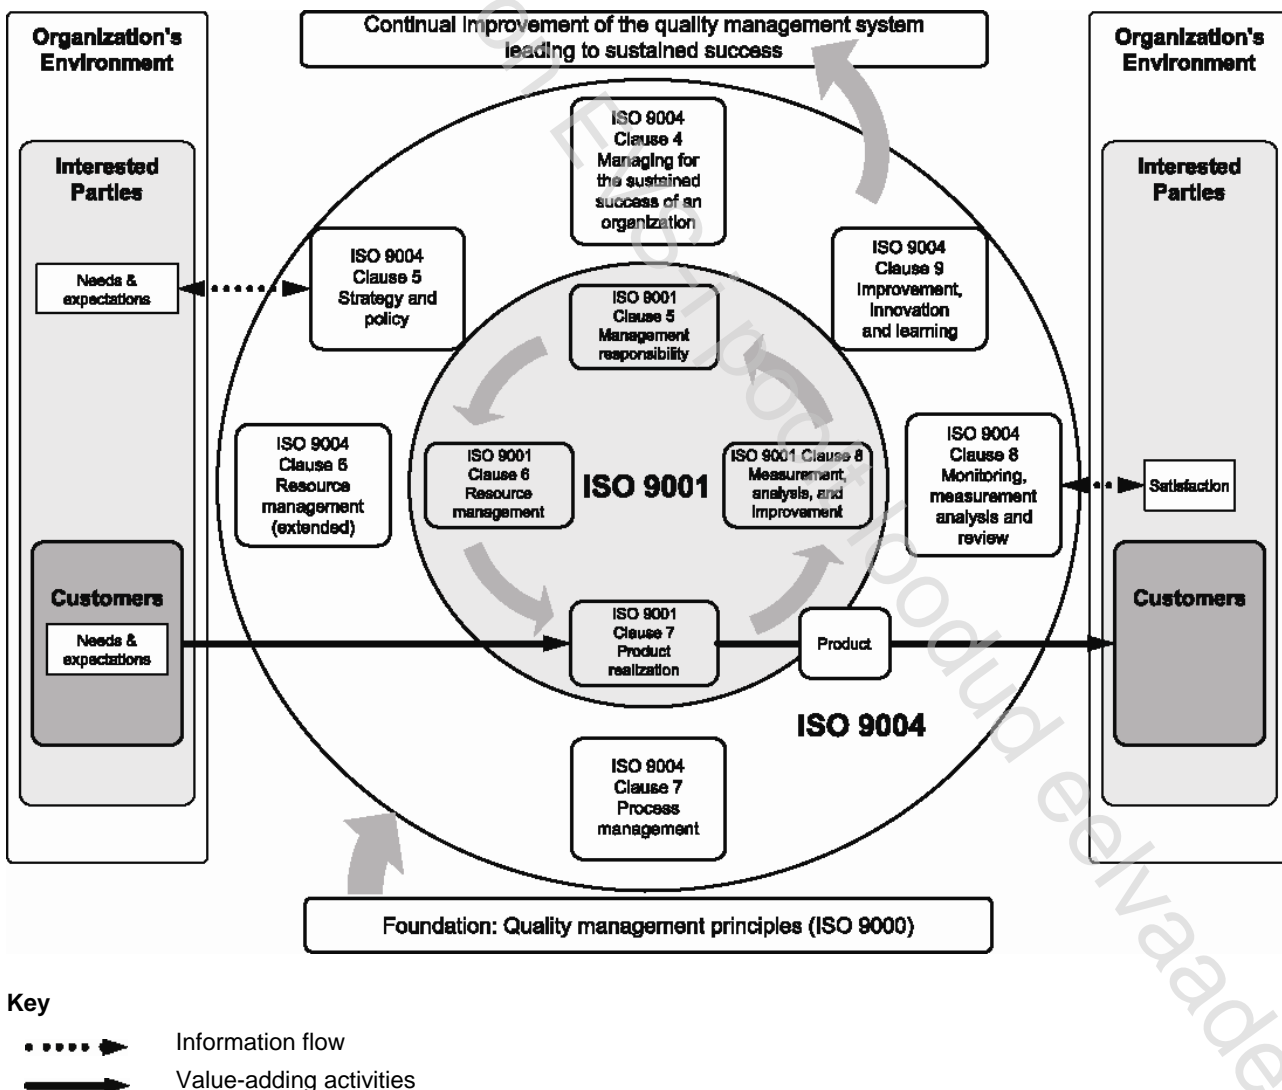 Continual improvement of the quality management system
leading to sustained success
Organization's
Environment
Interested
Parties
Needs &
expectations
Customers
Needs &
expectations
ISO 9004
Clause 4
Managing for
the sustained
success of an
organization
ISO 9004
Clause 5
Strategy and
policy
ISO 9004
Clause 9
Improvement,
innovation
and learning
ISO 9001
Clause 5
Management
responsibility
ISO 9004
Clause 6
Resource
management
(extended)
ISO 9001
Clause 6
Resource
management
ISO 9001
ISO 9001 Clause 8
Measurement,
analysis, and
improvement
ISO 9004
Clause 8
Monitoring,
measurement
analysis and
review
ISO 9001
Clause 7
Product
realization
Product
ISO 9004
ISO 9004
Clause 7
Process
management
Organization's
Environment
Interested
Parties
Satisfaction
Customers
Foundation: Quality management principles (ISO 9000)
Key
Information flow
Value-adding activities
on EVS-i poolt loodud eelvaade